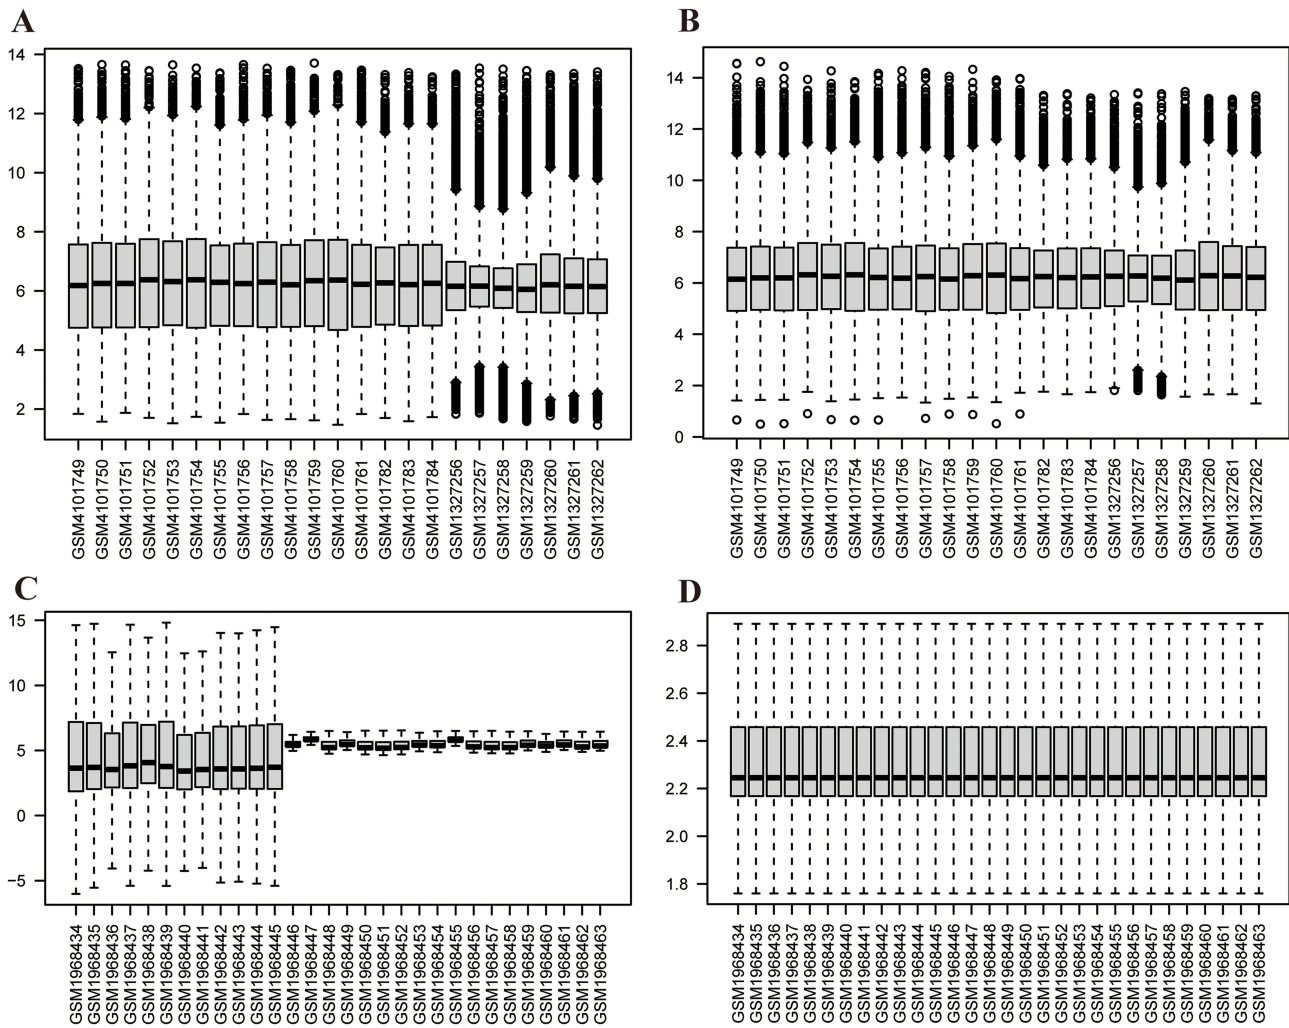 A
14
12
10
8
6
4
2
GSM4101749
GSM4101750
GSM4101751
GSM4101752
GSM4101753
GSM4101754
GSM4101755
GSM4101756
GSM4101757
GSM4101758
GSM4101759
GSM4101760
GSM4101761
GSM4101782
GSM4101783
GSM4101784
GSM1327256
GSM1327257
GSM1327258
GSM1327259
GSM1327260
GSM1327261
GSM1327262
B
14
12
10
8
6
4
2
0
GSM4101749
GSM4101750
GSM4101751
GSM4101752
GSM4101753
GSM4101754
GSM4101755
GSM4101756
GSM4101757
GSM4101758
GSM4101759
GSM4101760
GSM4101761
GSM4101782
GSM4101783
GSM4101784
GSM1327256
GSM1327257
GSM1327258
GSM1327259
GSM1327260
GSM1327261
GSM1327262
C
15
10
5
0
−5
GSM1968434
GSM1968435
GSM1968436
GSM1968437
GSM1968438
GSM1968439
GSM1968440
GSM1968441
GSM1968442
GSM1968443
GSM1968444
GSM1968445
GSM1968446
GSM1968447
GSM1968448
GSM1968449
GSM1968450
GSM1968451
GSM1968452
GSM1968453
GSM1968454
GSM1968455
GSM1968456
GSM1968457
GSM1968458
GSM1968459
GSM1968460
GSM1968461
GSM1968462
GSM1968463
D
2.8
2.6
2.4
2.2
2.0
1.8
GSM1968434
GSM1968435
GSM1968436
GSM1968437
GSM1968438
GSM1968439
GSM1968440
GSM1968441
GSM1968442
GSM1968443
GSM1968444
GSM1968445
GSM1968446
GSM1968447
GSM1968448
GSM1968449
GSM1968450
GSM1968451
GSM1968452
GSM1968453
GSM1968454
GSM1968455
GSM1968456
GSM1968457
GSM1968458
GSM1968459
GSM1968460
GSM1968461
GSM1968462
GSM1968463